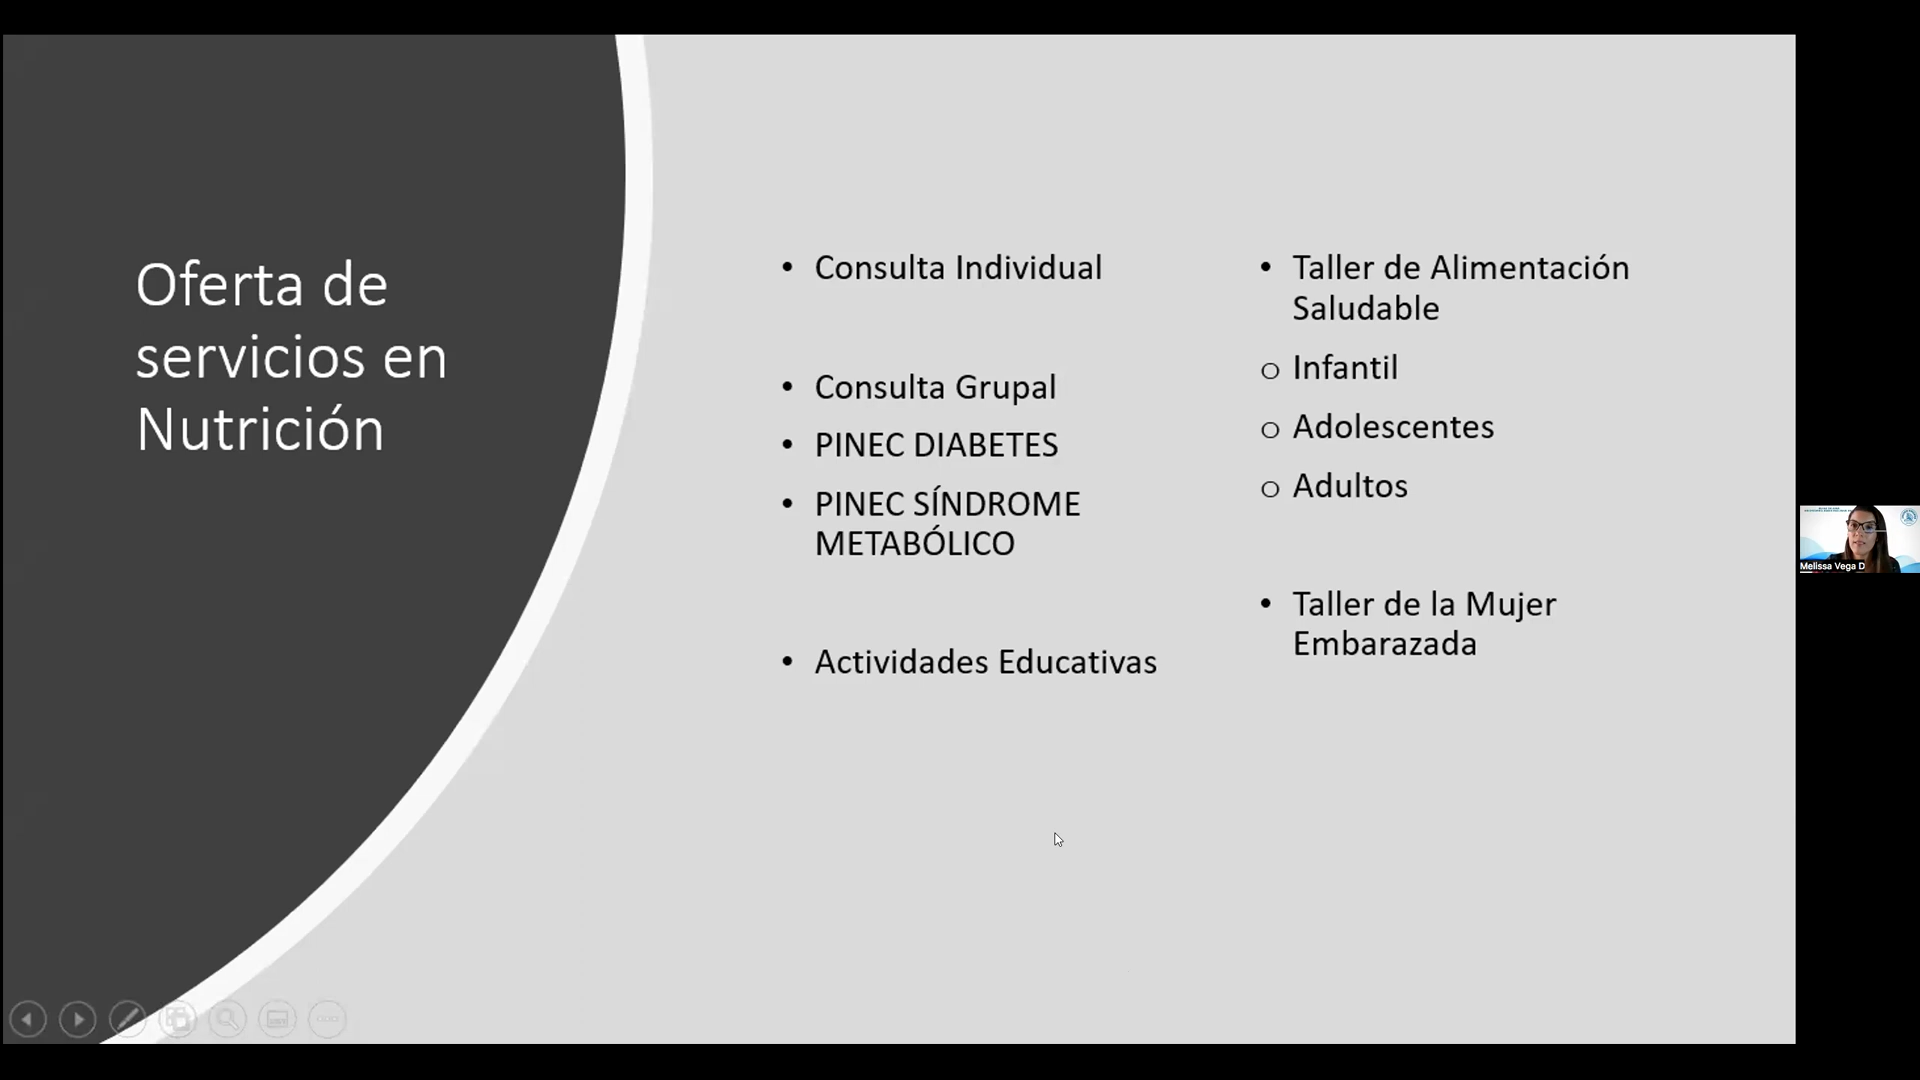 Oferta de
servicios en
Nutrición
• Consulta Individual
• Consulta Grupal
• PINEC DIABETES
• PINEC SÍNDROME
METABÓLICO
• Actividades Educativas
• Taller de Alimentación
Saludable
o Infantil
o Adolescentes
o Adultos
• Taller de la Mujer
Embarazada
Melissa Vega D